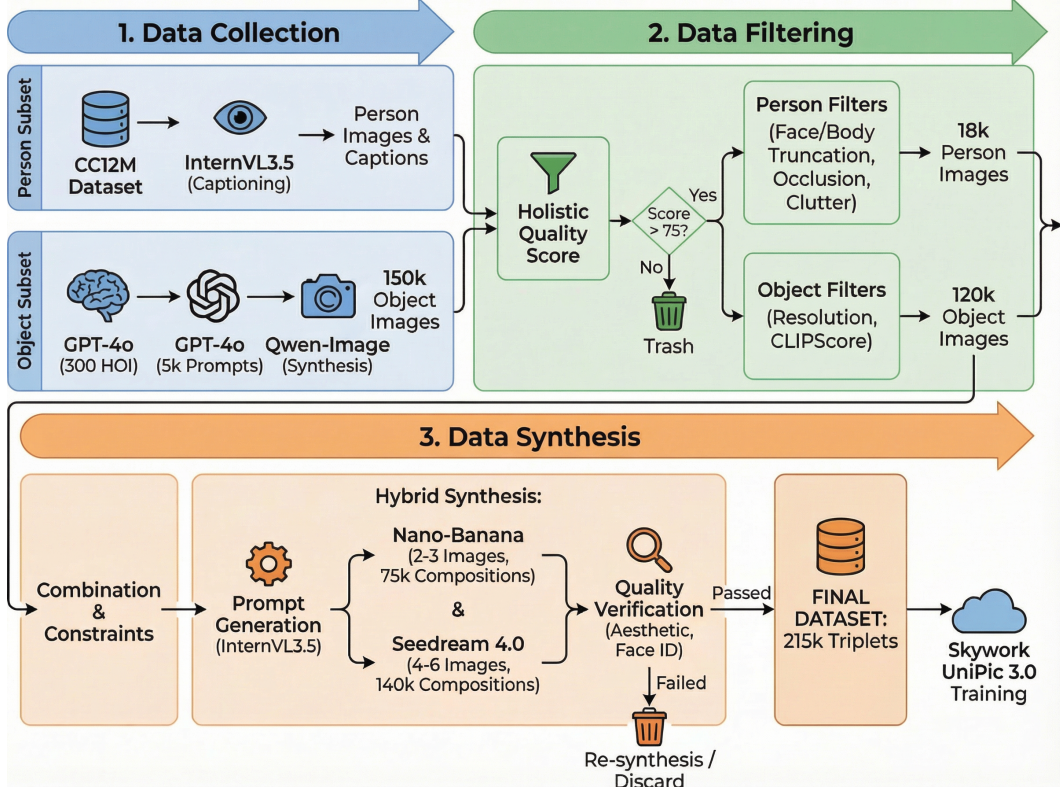 1. Data Collection
2. Data Filtering
Person Subset
CC12M
Dataset
InternVL3.5
(Captioning)
Person
Images &
Captions
Object Subset
GPT-4o
(300 HOI)
GPT-4o
(5k Prompts)
Qwen-Image
(Synthesis)
150k
Object
Images
Holistic
Quality
Score
Score
> 75?
Yes
No
Trash
Person Filters
(Face/Body
Truncation,
Occlusion,
Clutter)
18k
Person
Images
Object Filters
(Resolution,
CLIPScore)
120k
Object
Images
3. Data Synthesis
Combination
&
Constraints
Prompt
Generation
(InternVL3.5)
Hybrid Synthesis:
Nano-Banana
(2-3 Images,
75k Compositions)
&
Seedream 4.0
(4-6 Images,
140k Compositions)
Quality
Verification
(Aesthetic,
Face ID)
Passed
Failed
Re-synthesis /
Discard
FINAL
DATASET:
215k Triplets
Skywork
UniPic 3.0
Training